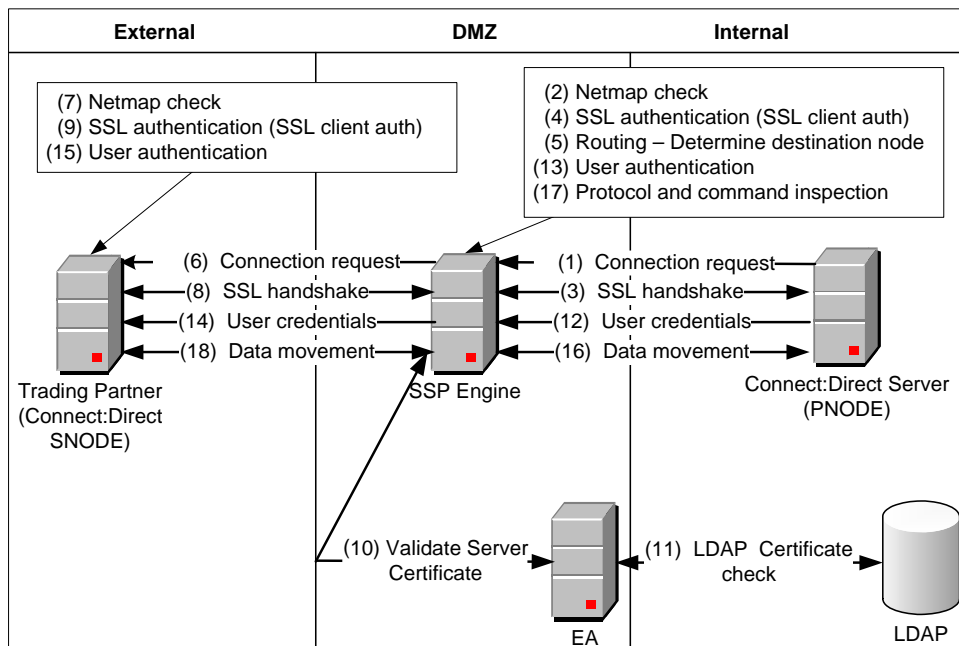 External
DMZ
Internal
(7) Netmap check
(9) SSL authentication (SSL client auth)
(15) User authentication
(2) Netmap check
(4) SSL authentication (SSL client auth)
(5) Routing – Determine destination node
(13) User authentication
(17) Protocol and command inspection
(6) Connection request
(8) SSL handshake
(14) User credentials
(18) Data movement
(1) Connection request
(3) SSL handshake
(12) User credentials
(16) Data movement
Trading Partner
(Connect:Direct
SNODE)
SSP Engine
Connect:Direct Server
(PNODE)
(10) Validate Server
Certificate
(11) LDAP Certificate
check
EA
LDAP